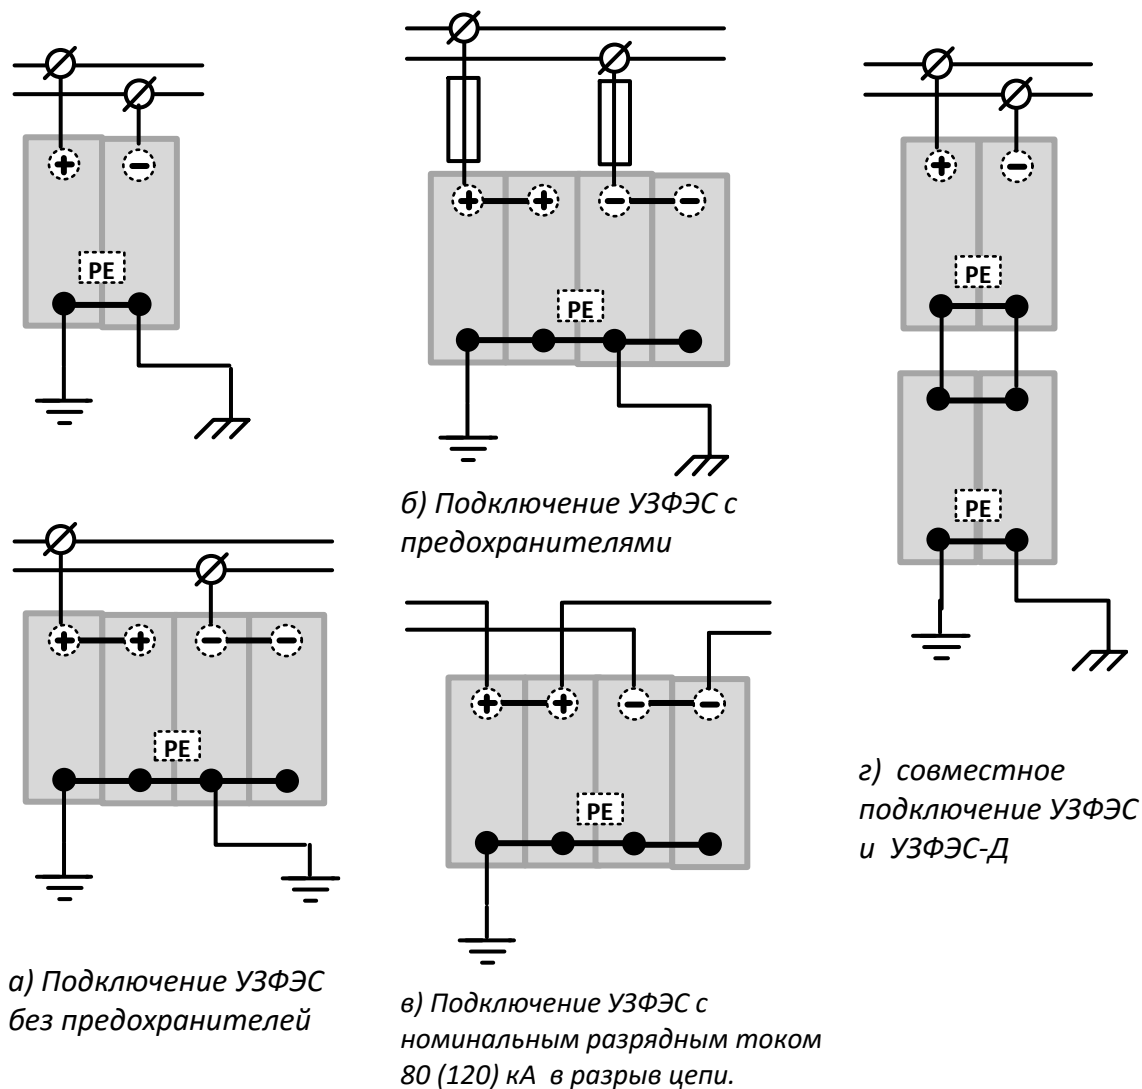 PE
PE
б) Подключение УЗФЭС с
предохранителями
PE
PE
PE
а) Подключение УЗФЭС
без предохранителей
PE
в) Подключение УЗФЭС с
номинальным разрядным током
80 (120) кА в разрыв цепи.
г) совместное
подключение УЗФЭС
и УЗФЭС-Д